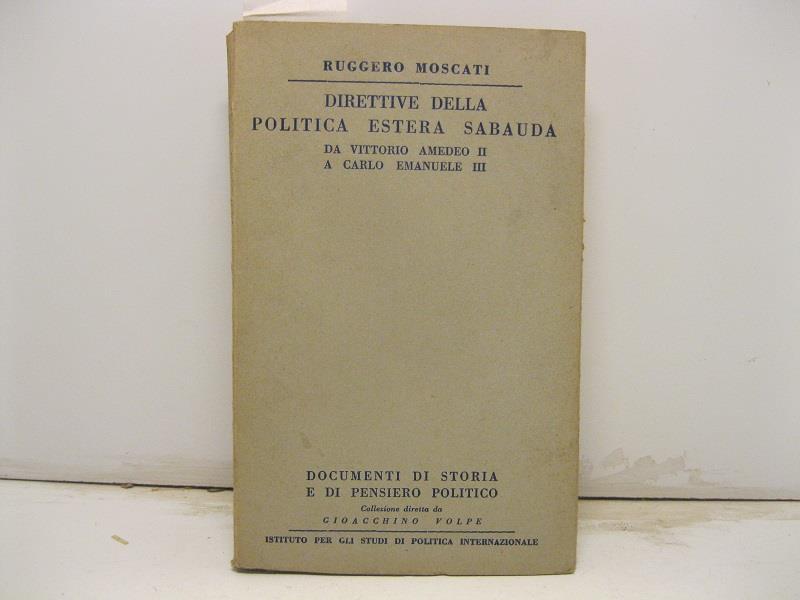 RUGGERO MOSCATI
DIRETTIVE DELLA
POLITICA ESTERA SABAUDA
DA VITTORIO AMEDEO II
A CARLO EMANUELE III
DOCUMENTI DI STORIA
E DI PENSIERO POLITICO
Collezione diretta da
GIOACCHINO VOLPE
ISTITUTO PER GLI STUDI DI POLITICA INTERNAZIONALE